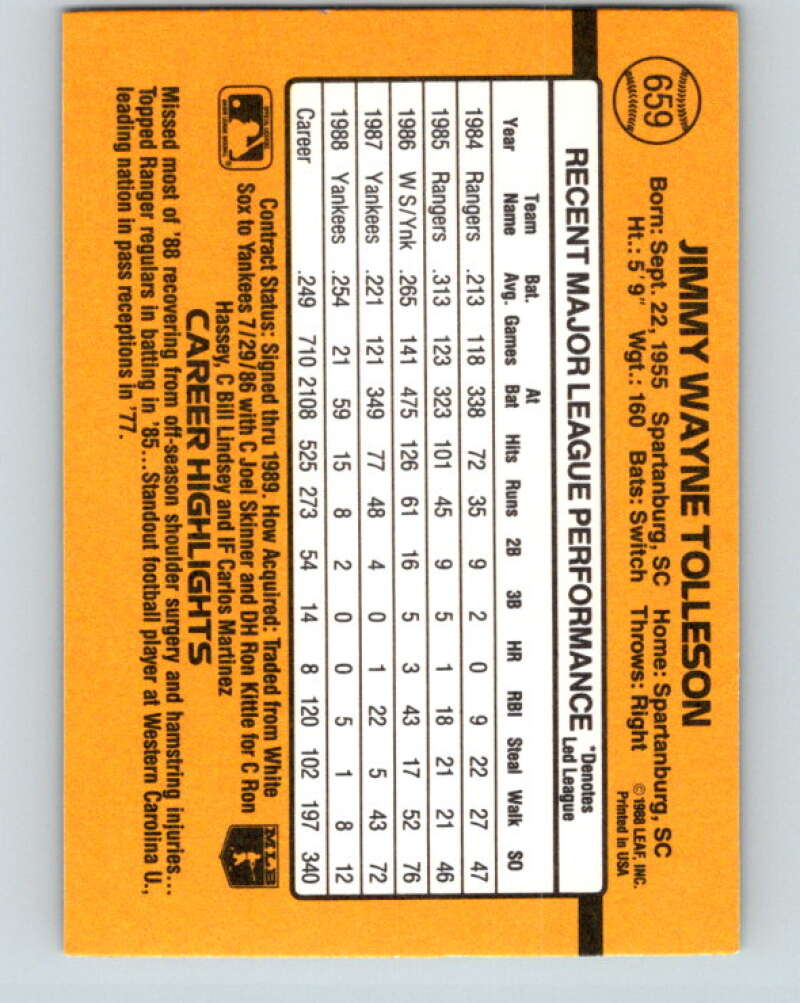 659
JIMMY WAYNE TOLLESON
Born: Sept. 22, 1955 Spartanburg, SC Home: Spartanburg, SC
Ht.: 5'9" Wgt.: 160 Bats: Switch Throws: Right
© 1988 LEAF, INC.
Printed in USA
RECENT MAJOR LEAGUE PERFORMANCE *Denotes
Led League
Year Team Name Bat. Avg. Games At Bat Hits Runs 2B 3B HR RBI Steal Walk SO
1984 Rangers .213 118 338 72 35 9 2 0 9 22 27 47
1985 Rangers .313 123 323 101 45 9 5 1 18 21 21 46
1986 W S/Ynk .265 141 475 126 61 16 5 3 43 17 52 76
1987 Yankees .221 121 349 77 48 4 0 1 22 5 43 72
1988 Yankees .254 21 59 15 8 2 0 0 5 1 8 12
Career .249 710 2108 525 273 54 14 8 120 102 197 340
Contract Status: Signed thru 1989. How Acquired: Traded from White
Sox to Yankees 7/29/86 with C Joel Skinner and DH Ron Kittle for C Ron
Hassey, C Bill Lindsey and IF Carlos Martinez
MLB
CAREER HIGHLIGHTS
Missed most of '88 recovering from off-season shoulder surgery and hamstring injuries...
Topped Ranger regulars in batting in '85...Standout football player at Western Carolina U.,
leading nation in pass receptions in '77.